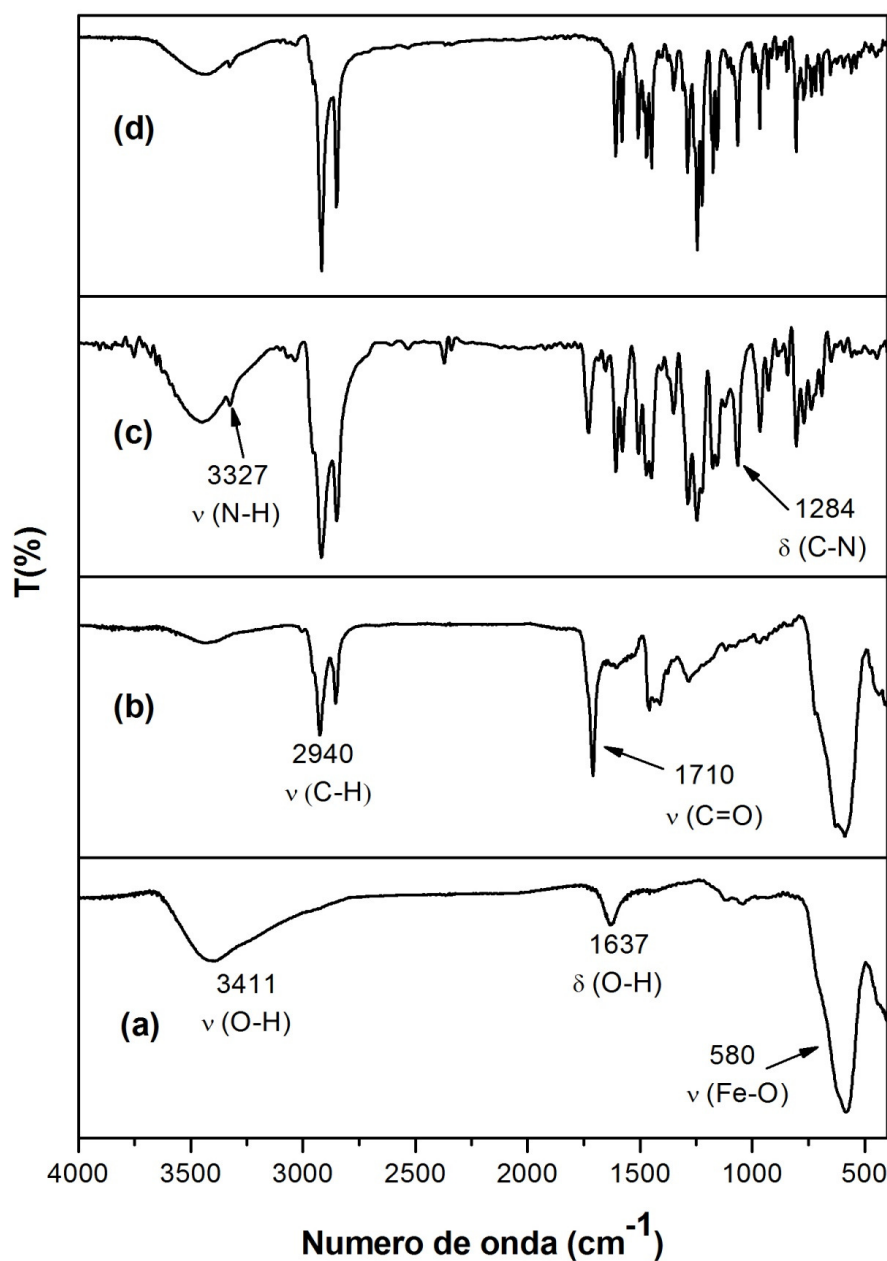 (d)
(c)
3327
ν (N-H)
1284
δ (C-N)
T(%)
(b)
2940
ν (C-H)
1710
ν (C=O)
1637
δ (O-H)
3411
ν (O-H)
(a)
580
ν (Fe-O)
4000 3500 3000 2500 2000 1500 1000 500
Numero de onda (cm⁻¹)